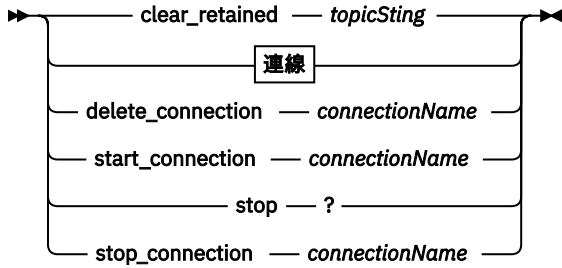 clear_retained topicSting
連線
delete_connection connectionName
start_connection connectionName
stop ?
stop_connection connectionName